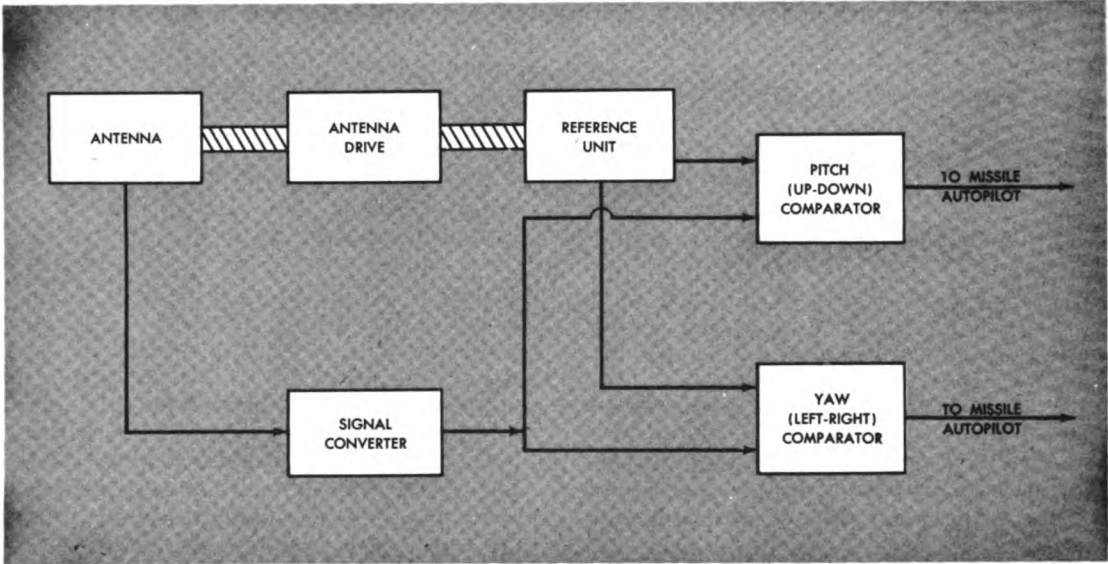 ANTENNA
ANTENNA
DRIVE
REFERENCE
UNIT
PITCH
(UP-DOWN)
COMPARATOR
TO MISSILE
AUTOPILOT
SIGNAL
CONVERTER
YAW
(LEFT-RIGHT)
COMPARATOR
TO MISSILE
AUTOPILOT